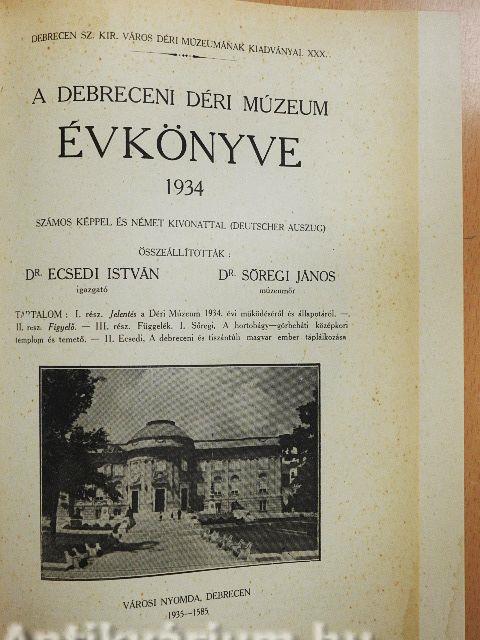 DEBRECEN SZ. KIR. VÁROS DÉRI MÚZEUMÁNAK KIADVÁNYAI. XXX.
A DEBRECENI DÉRI MÚZEUM
ÉVKÖNYVE
1934
SZÁMOS KÉPPEL ÉS NÉMET KIVONATTAL (DEUTSCHER AUSZUG)
ÖSSZEÁLLÍTOTTÁK :
DR. ECSEDI ISTVÁN DR. SŐREGI JÁNOS
igazgató múzeumőr
TARTALOM : I. rész. Jelentés a Déri Múzeum 1934. évi működéséről és állapotáról. —.
II. rész. Figyelő. — III. rész. Függelék. I. Sőregi, A hortobágy—görbeháti középkori
templom és temető. — II. Ecsedi, A debreceni és tiszántúli magyar ember táplálkozása
VÁROSI NYOMDA, DEBRECEN
1935—1585.
Antikvárium.hu